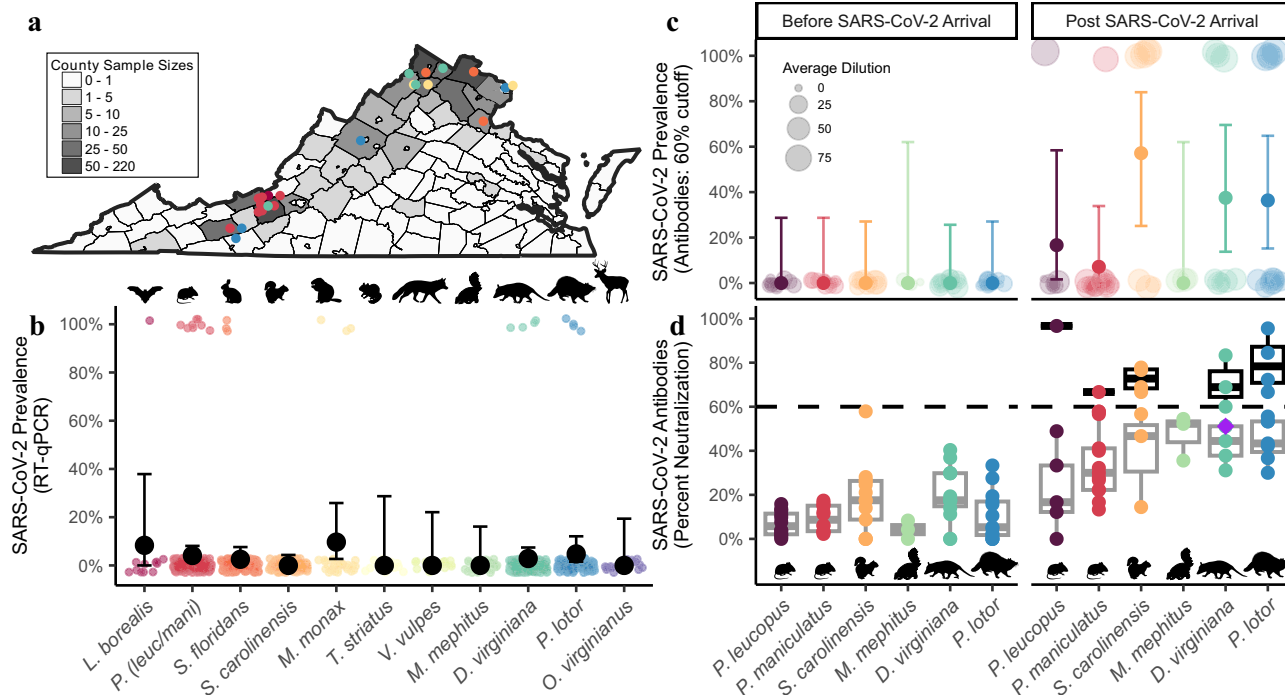 a
County Sample Sizes
0 - 1
1 - 5
5 - 10
10 - 25
25 - 50
50 - 220
b
SARS-CoV-2 Prevalence
(RT-qPCR)
100%
80%
60%
40%
20%
0%
L. borealis
P. (leuc/mani)
S. floridans
S. carolinensis
M. monax
T. striatus
V. vulpes
M. mephitus
D. virginiana
P. lotor
O. virginianus
c
Before SARS-CoV-2 Arrival
Post SARS-CoV-2 Arrival
SARS-CoV-2 Prevalence
(Antibodies: 60% cutoff)
100%
80%
60%
40%
20%
0%
Average Dilution
0
25
50
75
d
SARS-CoV-2 Antibodies
(Percent Neutralization)
100%
80%
60%
40%
20%
0%
P. leucopus
P. maniculatus
S. carolinensis
M. mephitus
D. virginiana
P. lotor
P. leucopus
P. maniculatus
S. carolinensis
M. mephitus
D. virginiana
P. lotor